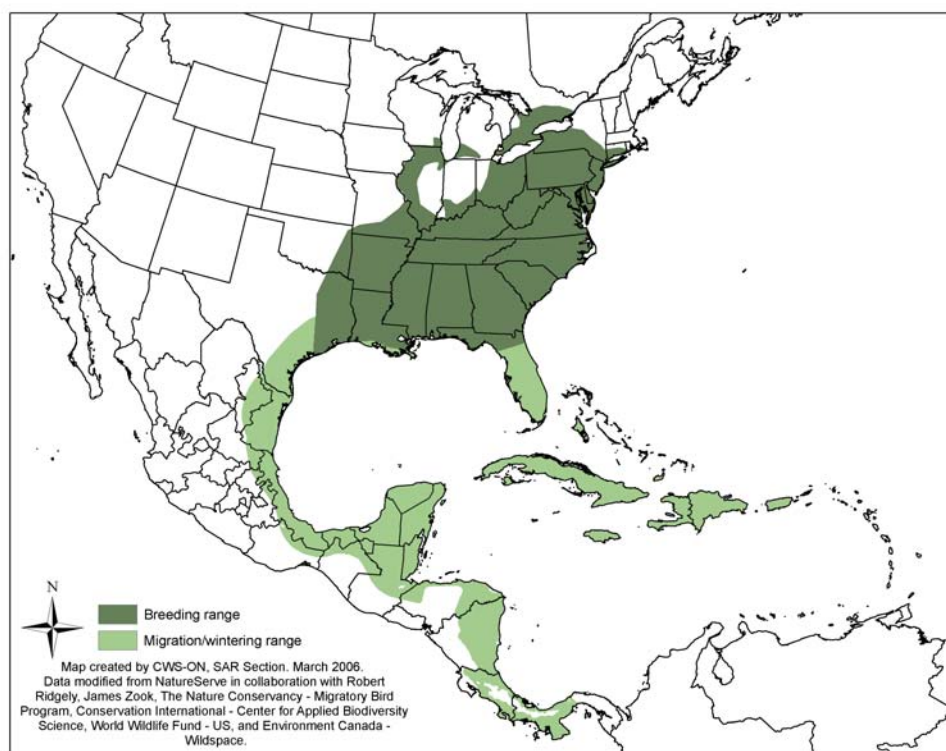 N
Breeding range
Migration/wintering range
Map created by CWS-ON, SAR Section. March 2006.
Data modified from NatureServe in collaboration with Robert
Ridgely, James Zook, The Nature Conservancy - Migratory Bird
Program, Conservation International - Center for Applied Biodiversity
Science, World Wildlife Fund - US, and Environment Canada -
Wildspace.